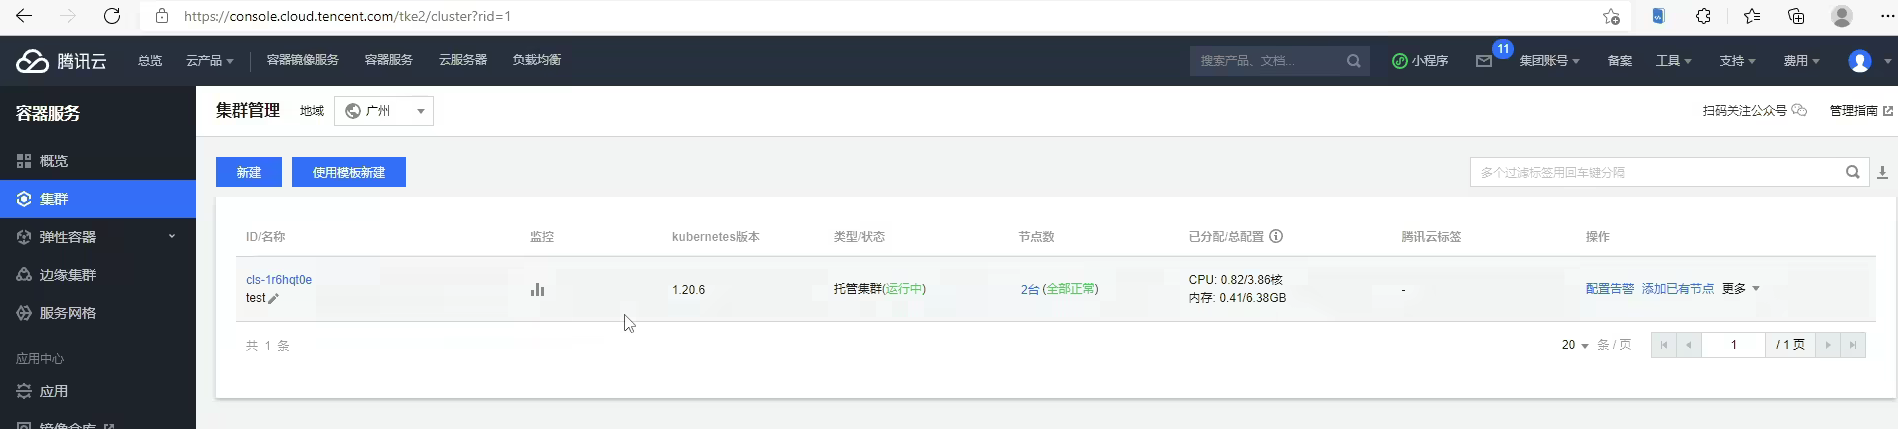 https://console.cloud.tencent.com/tke2/cluster?rid=1
腾讯云 总览 云产品 容器镜像服务 容器服务 云服务器 负载均衡 搜索产品、文档... 小程序 11 集团账号 备案 工具 支持 费用
容器服务
集群管理 地域 广州 扫码关注公众号 管理指南
概览
集群
弹性容器
边缘集群
服务网格
应用中心
应用
镜像仓库
新建 使用模板新建 多个过滤标签用回车键分隔
ID/名称 监控 kubernetes版本 类型/状态 节点数 已分配/总配置 腾讯云标签 操作
cls-1r6hqt0e
test
1.20.6 托管集群(运行中) 2台 (全部正常)
CPU: 0.82/3.86核
内存: 0.41/6.38GB
- 配置告警 添加已有节点 更多
共 1 条 20 条 / 页 1 / 1 页